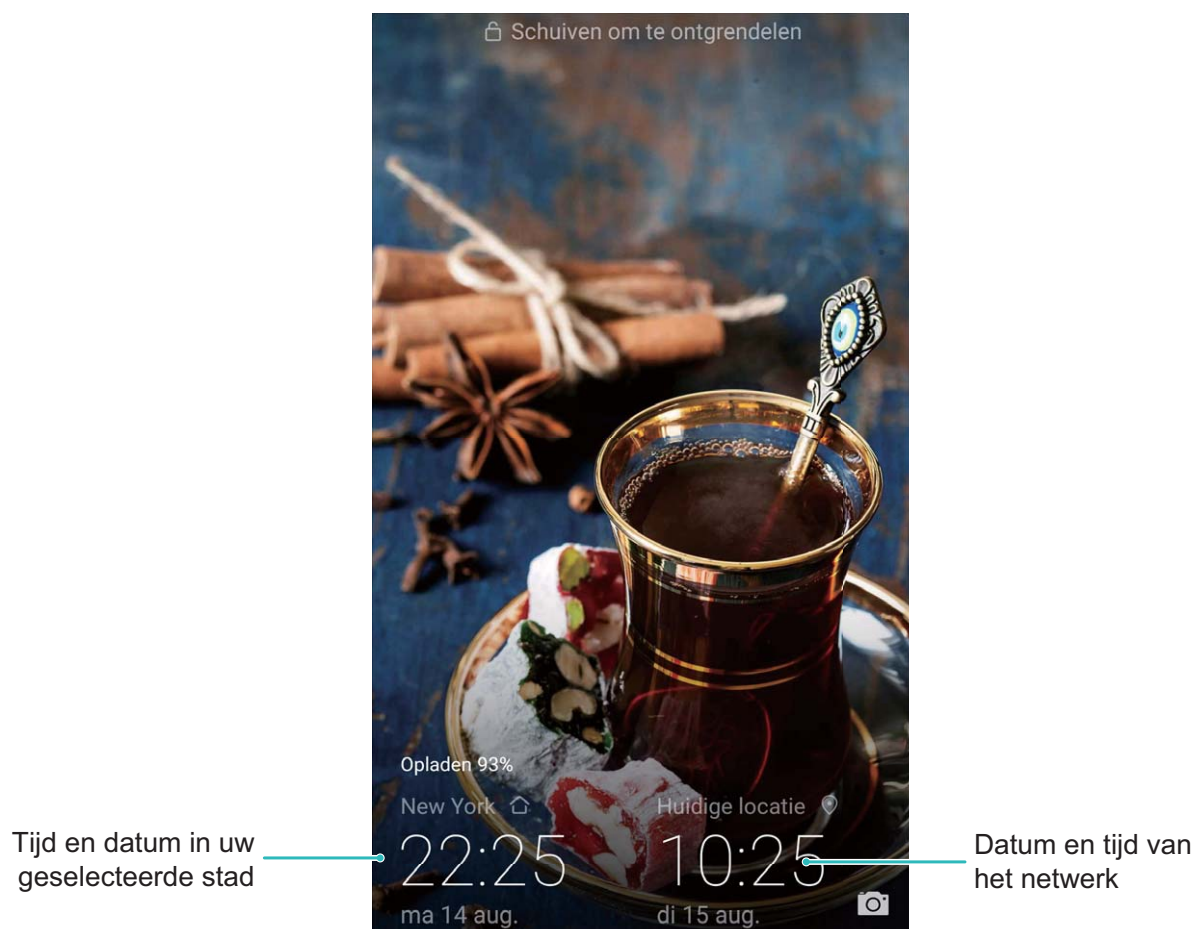 Schuiven om te ontgrendelen
Opladen 93%
New York
Huidige locatie
22:25
10:25
ma 14 aug.
di 15 aug.
Tijd en datum in uw
geselecteerde stad
Datum en tijd van
het netwerk